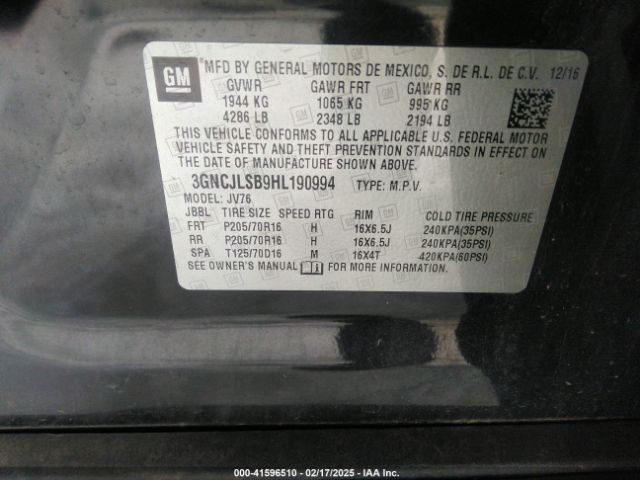 GM
MFD BY GENERAL MOTORS DE MEXICO, S. DE R.L. DE C.V. 12/16
GVWR GAWR FRT GAWR RR
1944 KG 1065 KG 995 KG
4286 LB 2348 LB 2194 LB
THIS VEHICLE CONFORMS TO ALL APPLICABLE U.S. FEDERAL MOTOR
VEHICLE SAFETY AND THEFT PREVENTION STANDARDS IN EFFECT ON
THE DATE OF MANUFACTURE SHOWN ABOVE.
3GNCJLSB9HL190994 TYPE: M.P.V.
MODEL: JV76
JBBL TIRE SIZE SPEED RTG RIM COLD TIRE PRESSURE
FRT P205/70R16 H 16X6.5J 240KPA(35PSI)
RR P205/70R16 H 16X6.5J 240KPA(35PSI)
SPA T125/70D16 M 16X4T 420KPA(60PSI)
SEE OWNER'S MANUAL FOR MORE INFORMATION.
000-41596510 - 02/17/2025 - IAA Inc.